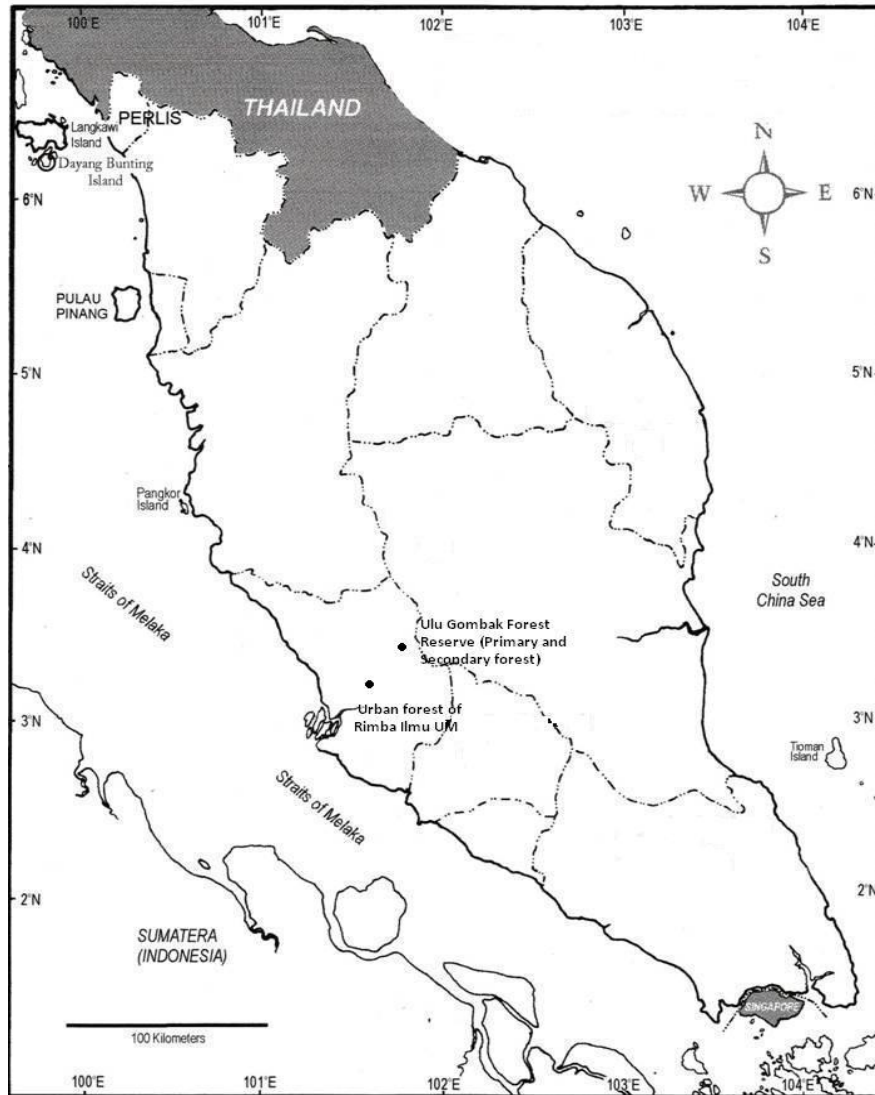 100°E 101°E 102°E 103°E 104°E
THAILAND
PERLIS
Langkawi
Island
Dayang Bunting
Island
N
W E
S
6°N 6°N
PULAU
PINANG
5°N 5°N
Pangkor
Island
4°N 4°N
Straits of Melaka
South
China Sea
Ulu Gombak Forest
Reserve (Primary and
Secondary forest)
Urban forest of
Rimba Ilmu UM
3°N 3°N
Tioman
Island
Straits of Melaka
2°N 2°N
SUMATERA
(INDONESIA)
SINGAPORE
100 Kilometers
100°E 101°E 102°E 103°E 104°E